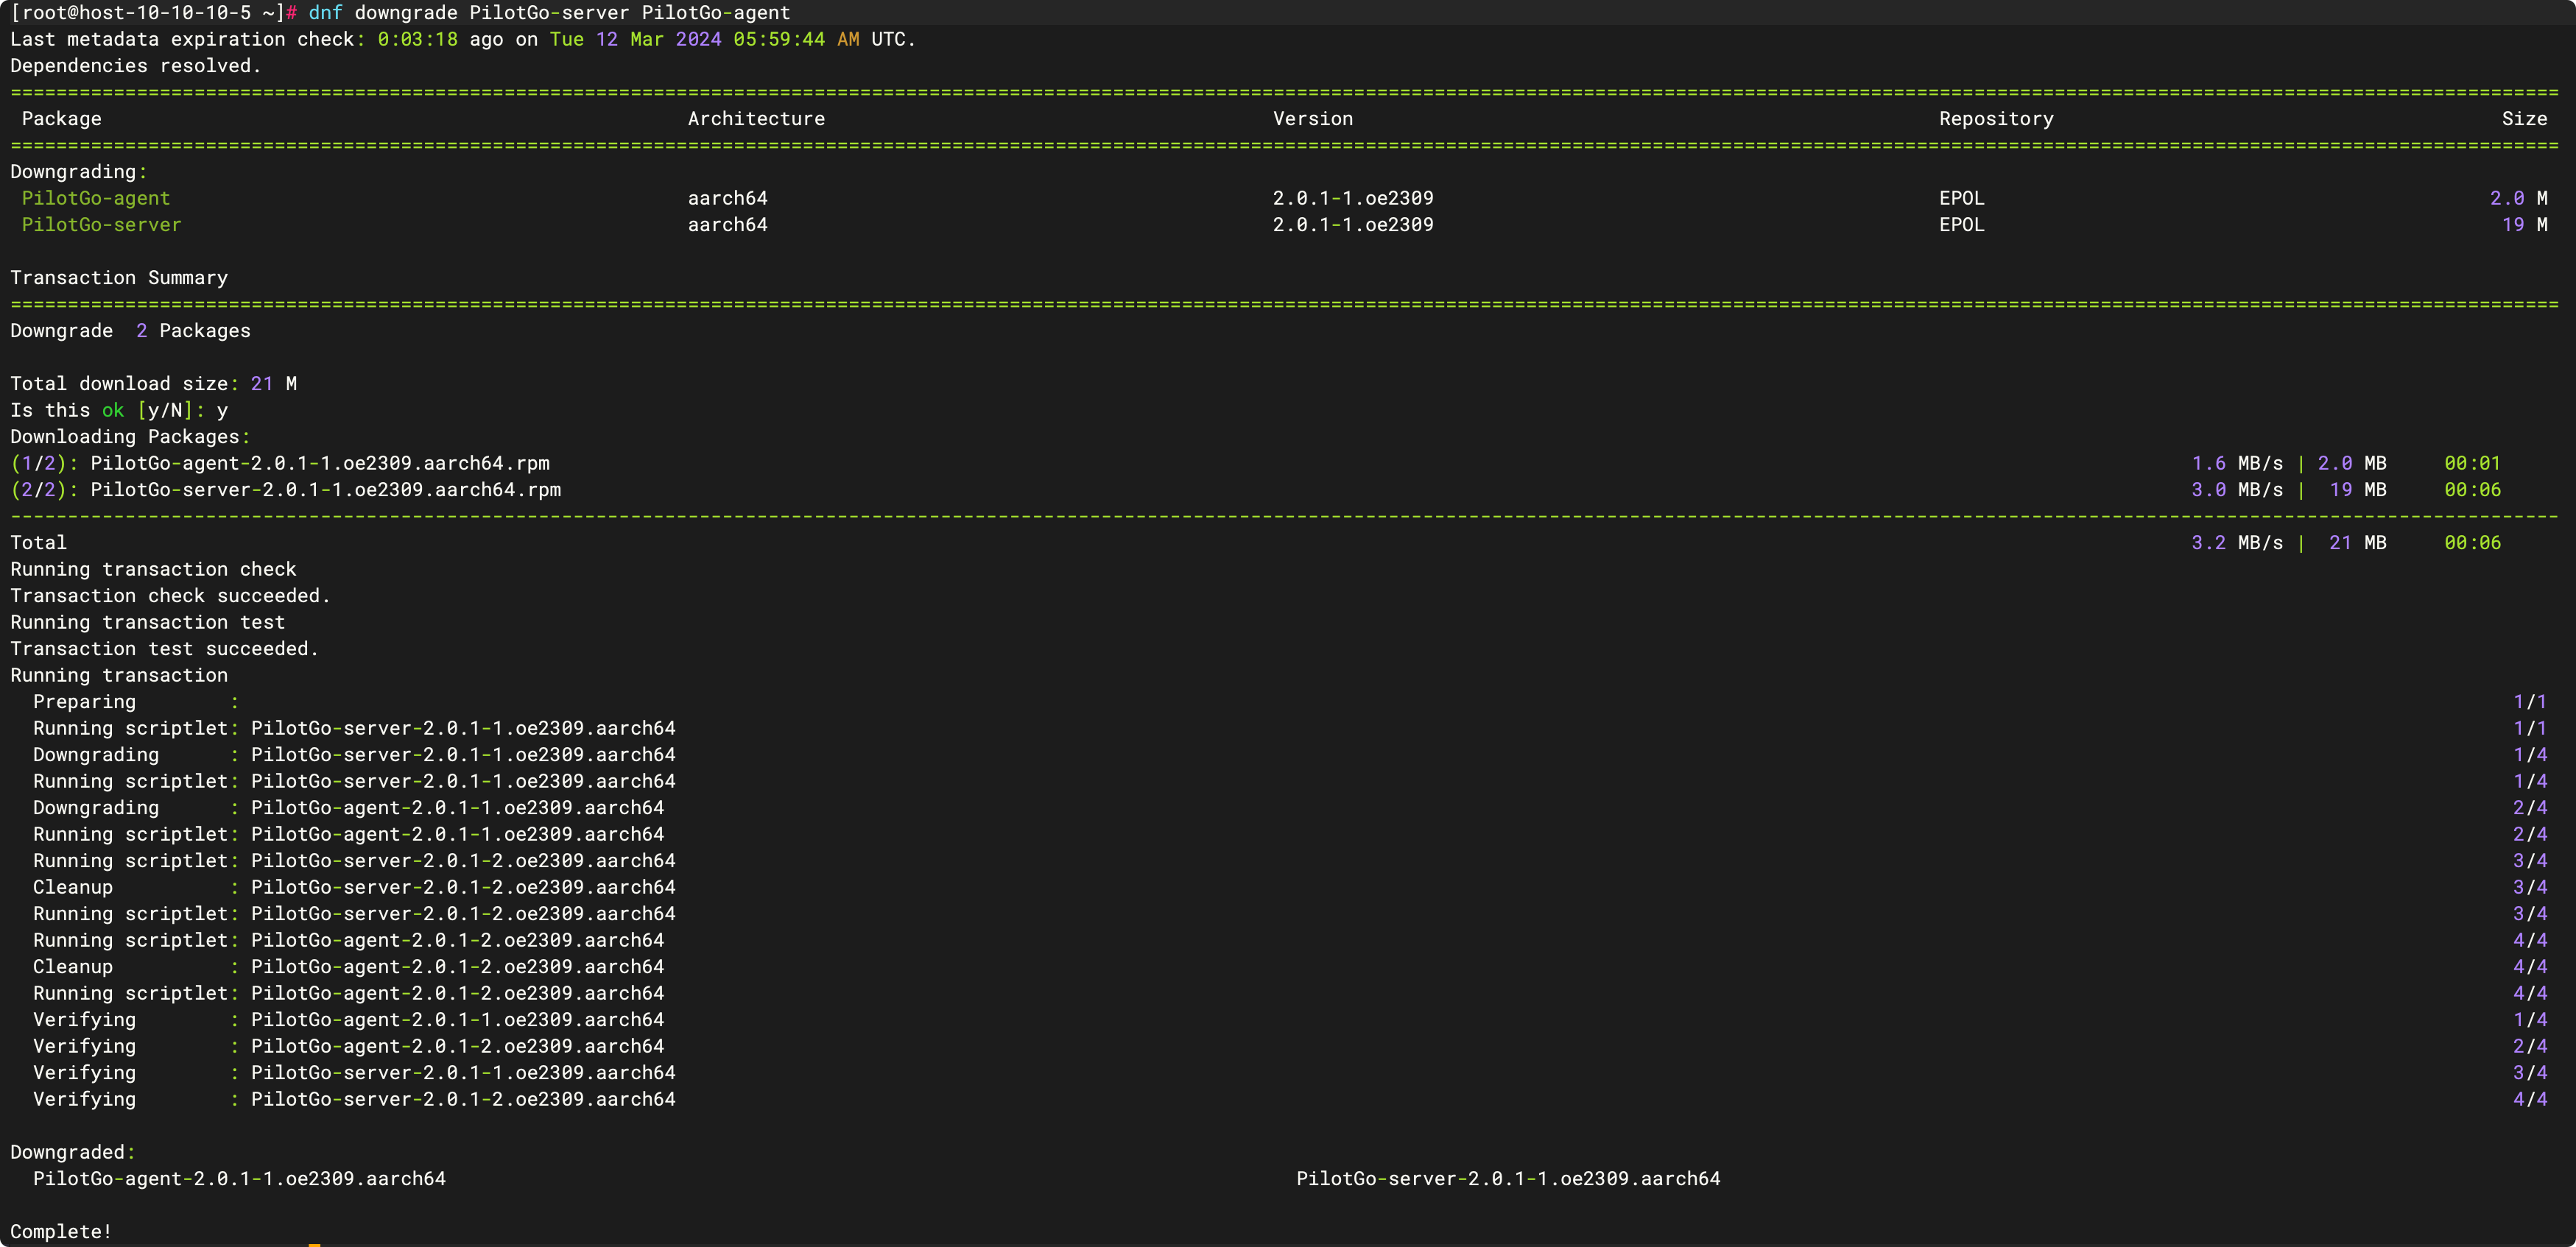 [root@host-10-10-10-5 ~]# dnf downgrade PilotGo-server PilotGo-agent
Last metadata expiration check: 0:03:18 ago on Tue 12 Mar 2024 05:59:44 AM UTC.
Dependencies resolved.
================================================================================
Package Architecture Version Repository Size
================================================================================
Downgrading:
PilotGo-agent aarch64 2.0.1-1.oe2309 EPOL 2.0 M
PilotGo-server aarch64 2.0.1-1.oe2309 EPOL 19 M
Transaction Summary
================================================================================
Downgrade 2 Packages
Total download size: 21 M
Is this ok [y/N]: y
Downloading Packages:
(1/2): PilotGo-agent-2.0.1-1.oe2309.aarch64.rpm 1.6 MB/s | 2.0 MB 00:01
(2/2): PilotGo-server-2.0.1-1.oe2309.aarch64.rpm 3.0 MB/s | 19 MB 00:06
--------------------------------------------------------------------------------
Total 3.2 MB/s | 21 MB 00:06
Running transaction check
Transaction check succeeded.
Running transaction test
Transaction test succeeded.
Running transaction
Preparing : 1/1
Running scriptlet: PilotGo-server-2.0.1-1.oe2309.aarch64 1/1
Downgrading : PilotGo-server-2.0.1-1.oe2309.aarch64 1/4
Running scriptlet: PilotGo-server-2.0.1-1.oe2309.aarch64 1/4
Downgrading : PilotGo-agent-2.0.1-1.oe2309.aarch64 2/4
Running scriptlet: PilotGo-agent-2.0.1-1.oe2309.aarch64 2/4
Running scriptlet: PilotGo-server-2.0.1-2.oe2309.aarch64 3/4
Cleanup : PilotGo-server-2.0.1-2.oe2309.aarch64 3/4
Running scriptlet: PilotGo-server-2.0.1-2.oe2309.aarch64 3/4
Running scriptlet: PilotGo-agent-2.0.1-2.oe2309.aarch64 4/4
Cleanup : PilotGo-agent-2.0.1-2.oe2309.aarch64 4/4
Running scriptlet: PilotGo-agent-2.0.1-2.oe2309.aarch64 4/4
Verifying : PilotGo-agent-2.0.1-1.oe2309.aarch64 1/4
Verifying : PilotGo-agent-2.0.1-2.oe2309.aarch64 2/4
Verifying : PilotGo-server-2.0.1-1.oe2309.aarch64 3/4
Verifying : PilotGo-server-2.0.1-2.oe2309.aarch64 4/4
Downgraded:
PilotGo-agent-2.0.1-1.oe2309.aarch64 PilotGo-server-2.0.1-1.oe2309.aarch64
Complete!